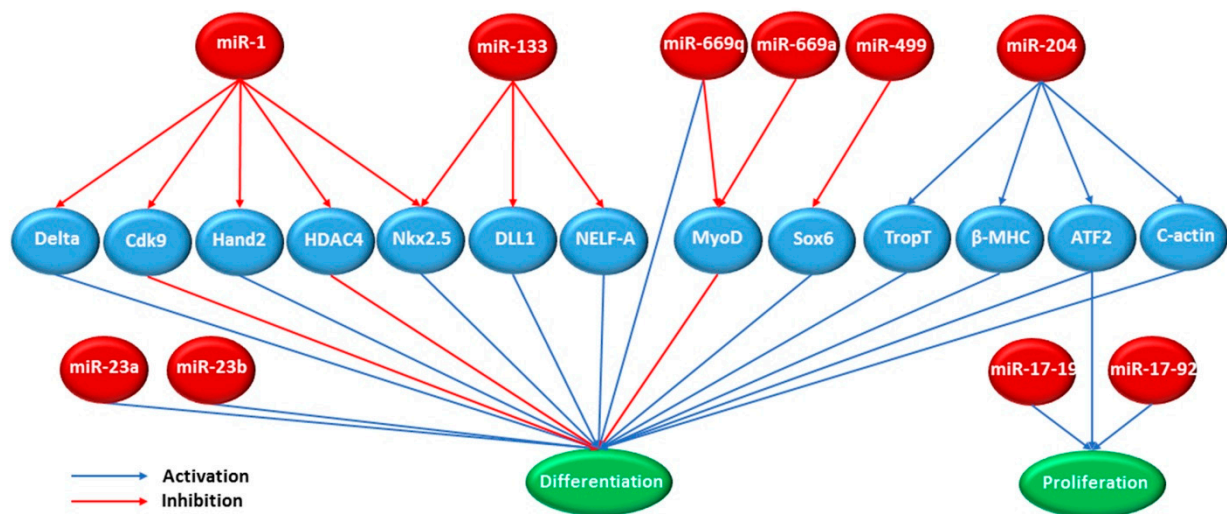 miR-1
miR-133
miR-669q
miR-669a
miR-499
miR-204
Delta
Cdk9
Hand2
HDAC4
Nkx2.5
DLL1
NELF-A
MyoD
Sox6
TropT
β-MHC
ATF2
C-actin
miR-23a
miR-23b
miR-17-19
miR-17-92
Activation
Inhibition
Differentiation
Proliferation